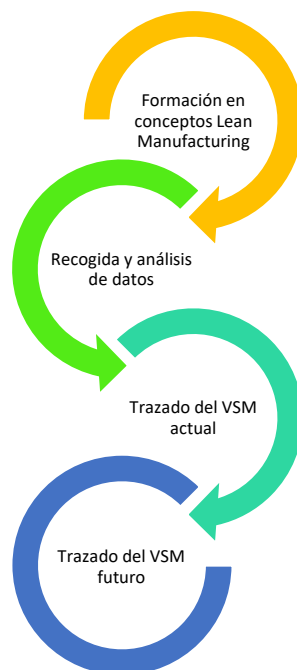 Formación en
conceptos Lean
Manufacturing
Recogida y análisis
de datos
Trazado del VSM
actual
Trazado del VSM
futuro